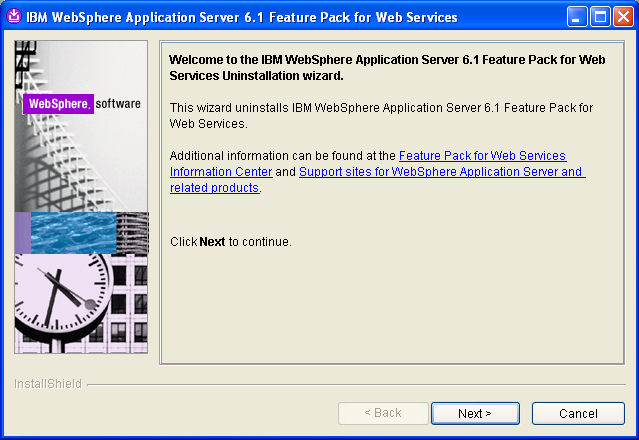 IBM WebSphere Application Server 6.1 Feature Pack for Web Services
WebSphere. software
Welcome to the IBM WebSphere Application Server 6.1 Feature Pack for Web
Services Uninstallation wizard.
This wizard uninstalls IBM WebSphere Application Server 6.1 Feature Pack for
Web Services.
Additional information can be found at the Feature Pack for Web Services
Information Center and Support sites for WebSphere Application Server and
related products.
Click Next to continue.
InstallShield
< Back
Next >
Cancel